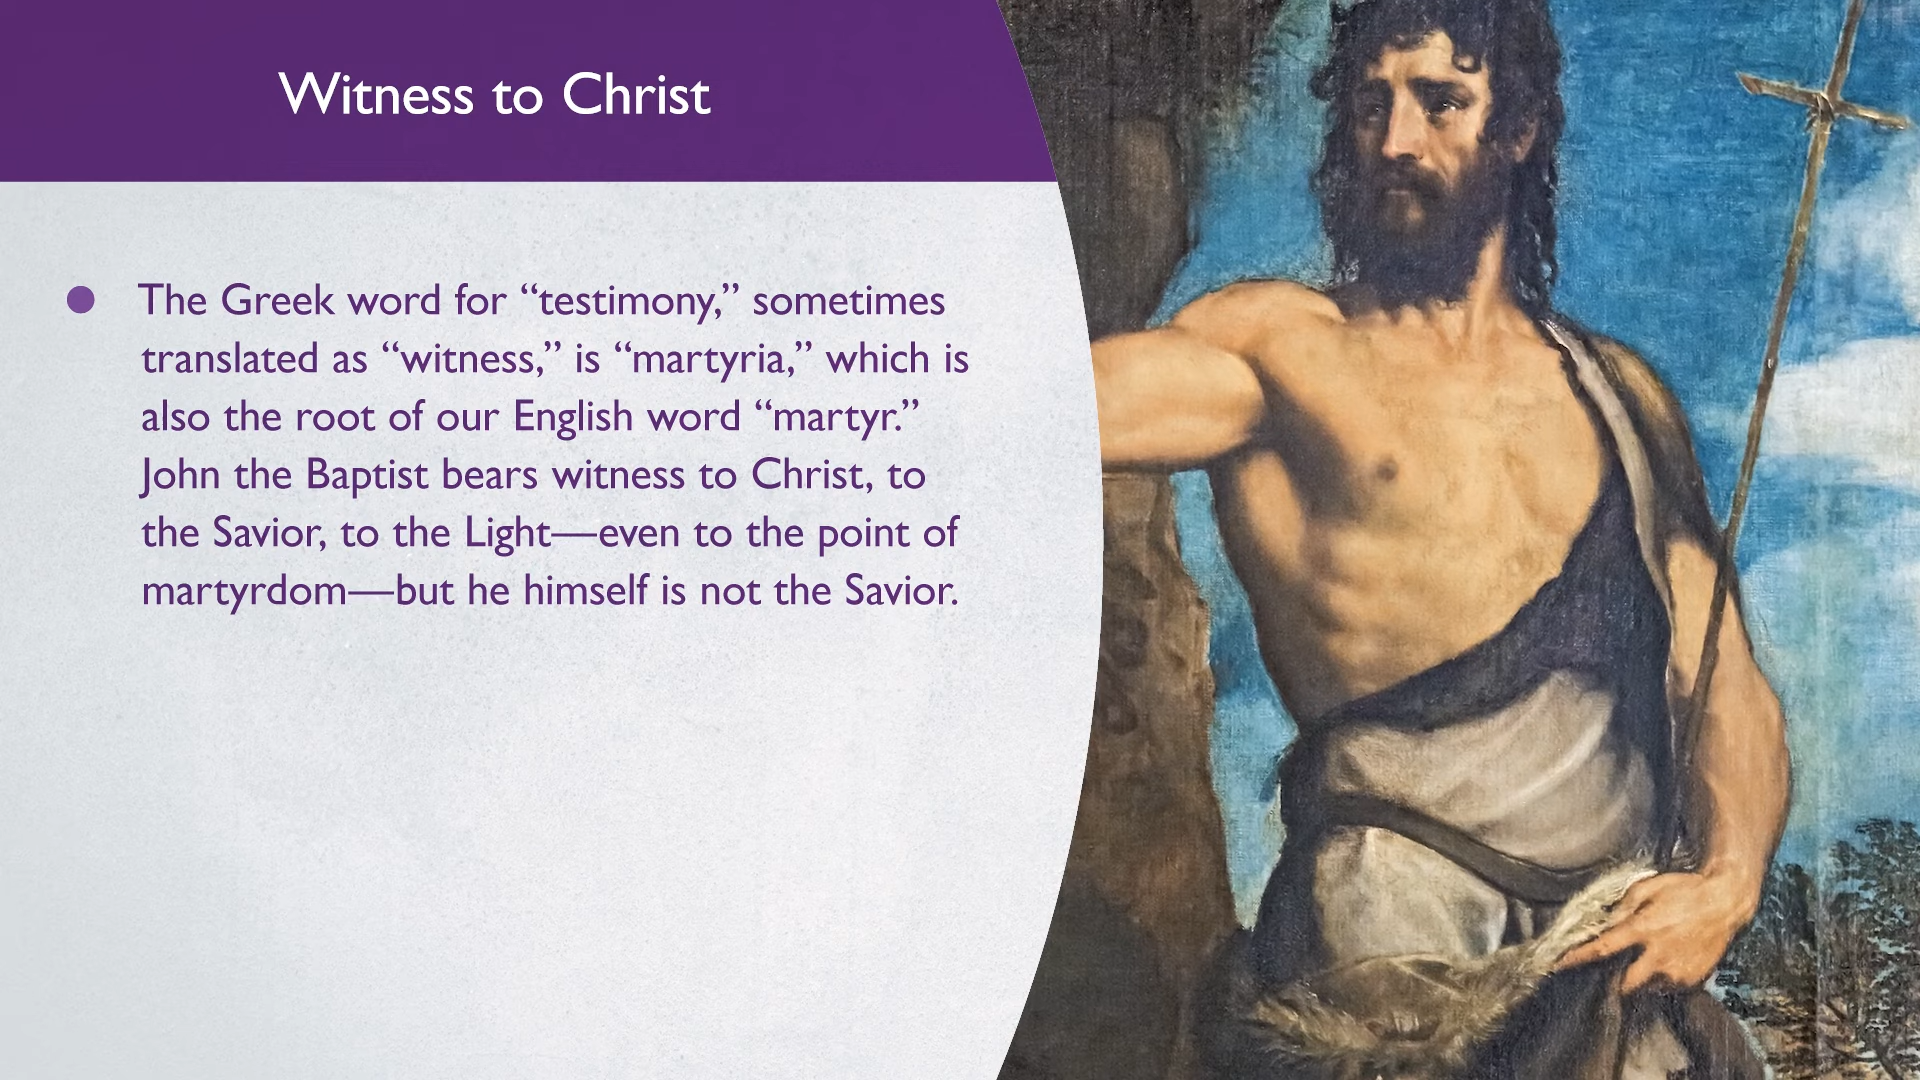 Witness to Christ
The Greek word for “testimony,” sometimes
translated as “witness,” is “martyria,” which is
also the root of our English word “martyr.”
John the Baptist bears witness to Christ, to
the Savior, to the Light—even to the point of
martyrdom—but he himself is not the Savior.